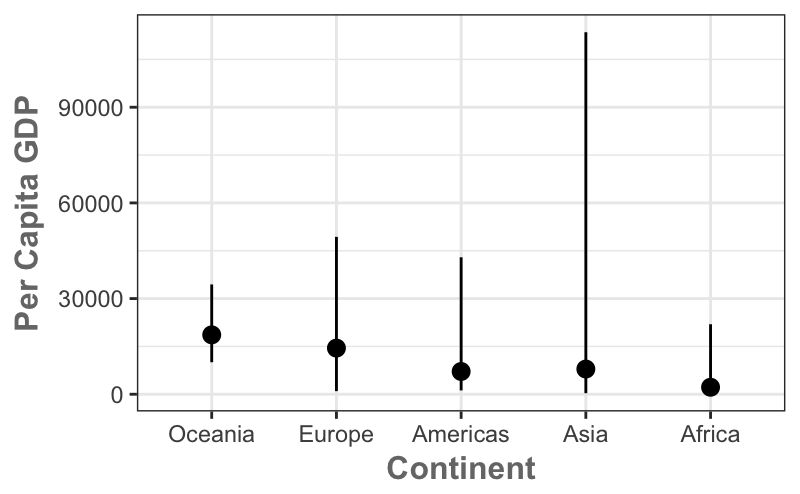 Per Capita GDP
90000
60000
30000
0
Oceania Europe Americas Asia Africa
Continent